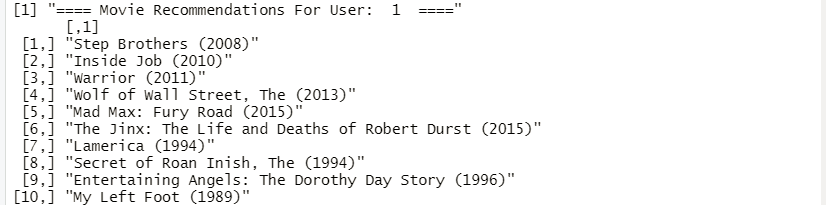 [1] "==== Movie Recommendations For User:  1  ===="
      [,1]
 [1,] "Step Brothers (2008)"
 [2,] "Inside Job (2010)"
 [3,] "Warrior (2011)"
 [4,] "Wolf of Wall Street, The (2013)"
 [5,] "Mad Max: Fury Road (2015)"
 [6,] "The Jinx: The Life and Deaths of Robert Durst (2015)"
 [7,] "Lamerica (1994)"
 [8,] "Secret of Roan Inish, The (1994)"
 [9,] "Entertaining Angels: The Dorothy Day Story (1996)"
[10,] "My Left Foot (1989)"